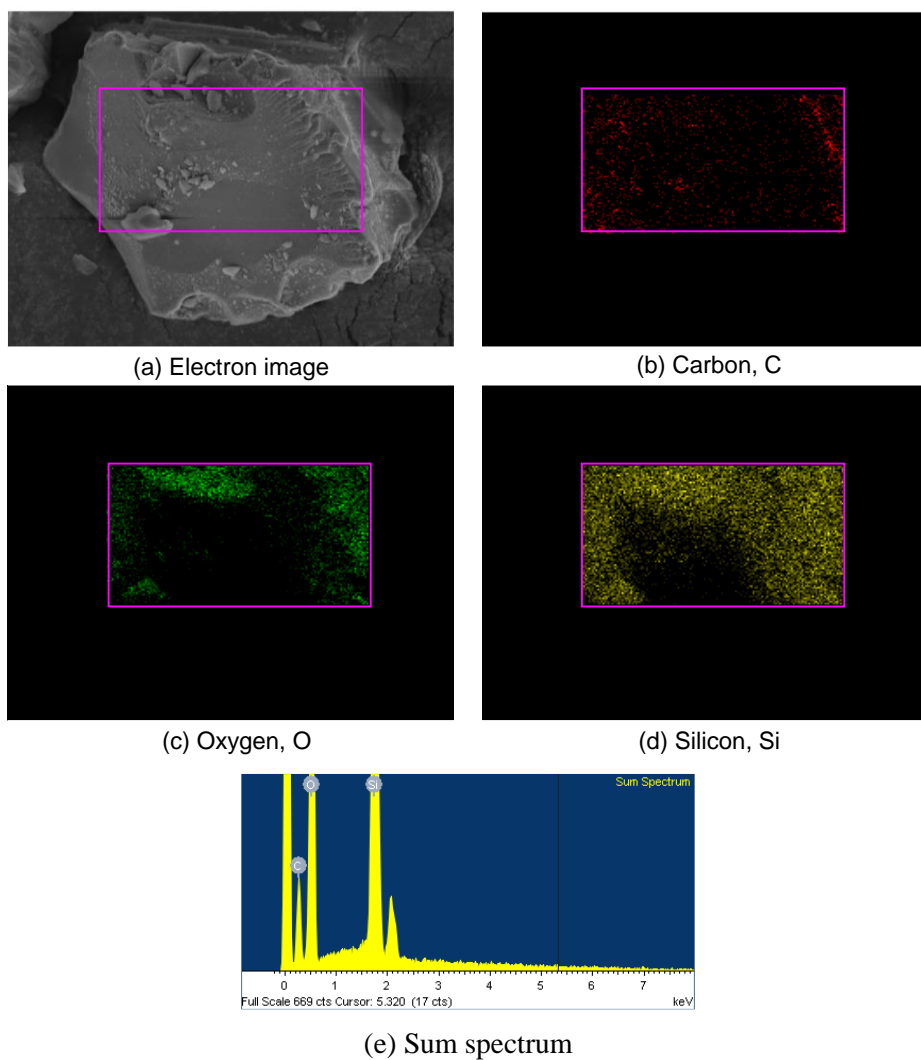 (a) Electron image
(b) Carbon, C
(c) Oxygen, O
(d) Silicon, Si
Sum Spectrum
O
Si
C
0 1 2 3 4 5 6 7
Full Scale 669 cts Cursor: 5.320 (17 cts)
keV
(e) Sum spectrum